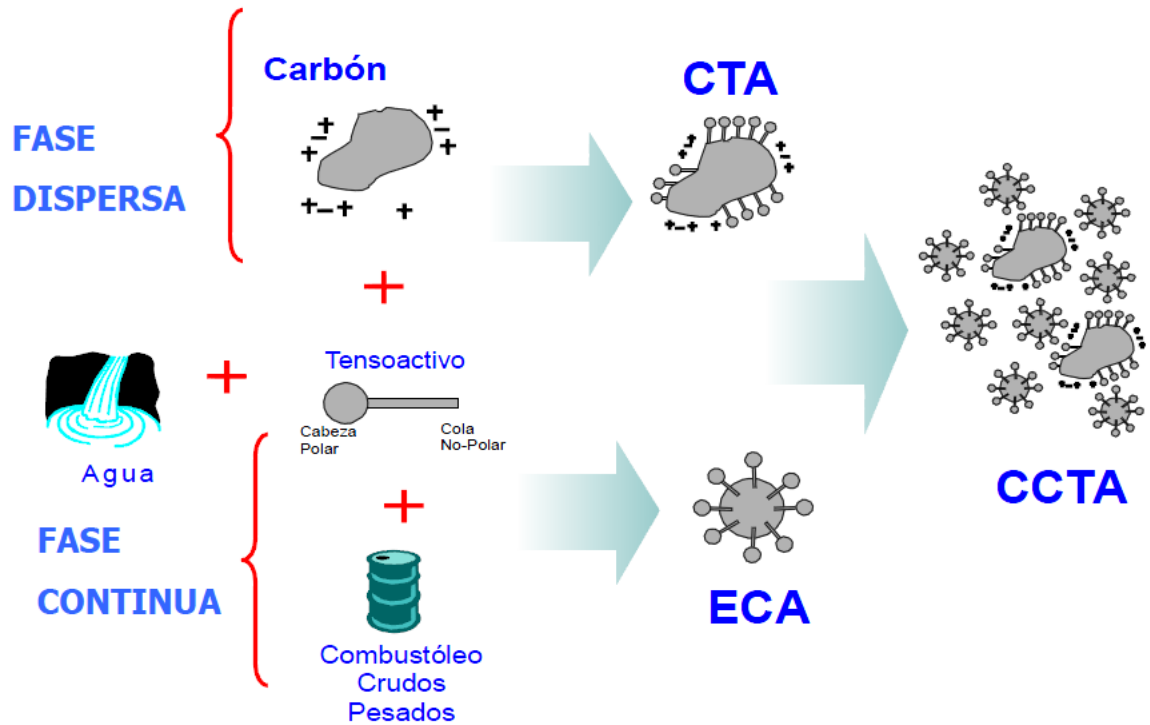 Carbón
CTA
FASE
DISPERSA
Tensoactivo
Cabeza
Polar
Cola
No-Polar
Agua
CCTA
FASE
CONTINUA
ECA
Combustóleo
Crudos
Pesados